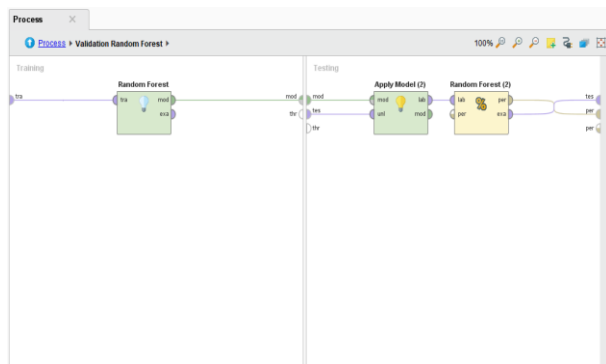 Process ×
Process ▸ Validation Random Forest ▸
100%
Training
Testing
Random Forest
Apply Model (2)
Random Forest (2)
tra
tra
mod
exa
mod
thr
mod
tes
thr
mod
unl
lab
mod
lab
per
per
exa
tes
per
per